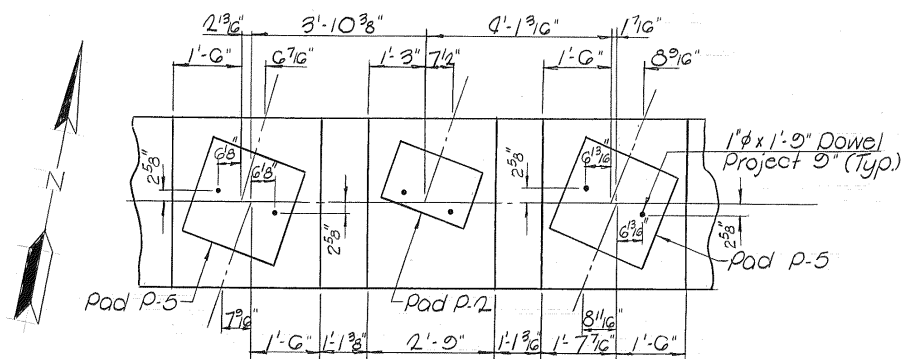 2 13/16" 3'-10 3/8" 4'-1 3/16" 1 7/16"
1'-6" 6 7/16" 1'-3" 7 1/2" 1'-6" 8 9/16"
1"φ x 1'-9" Dowel
Project 9" (Typ.)
6 1/8" 6 13/16"
2 5/8" 6 1/8" 2 5/8"
N
2 5/8" 6 13/16" 2 5/8"
Pad P-5 Pad P-2 Pad P-5
7 9/16" 8 11/16"
1'-6" 1'-1 3/8" 2'-9" 1'-1 3/16" 1'-7 7/16" 1'-6"